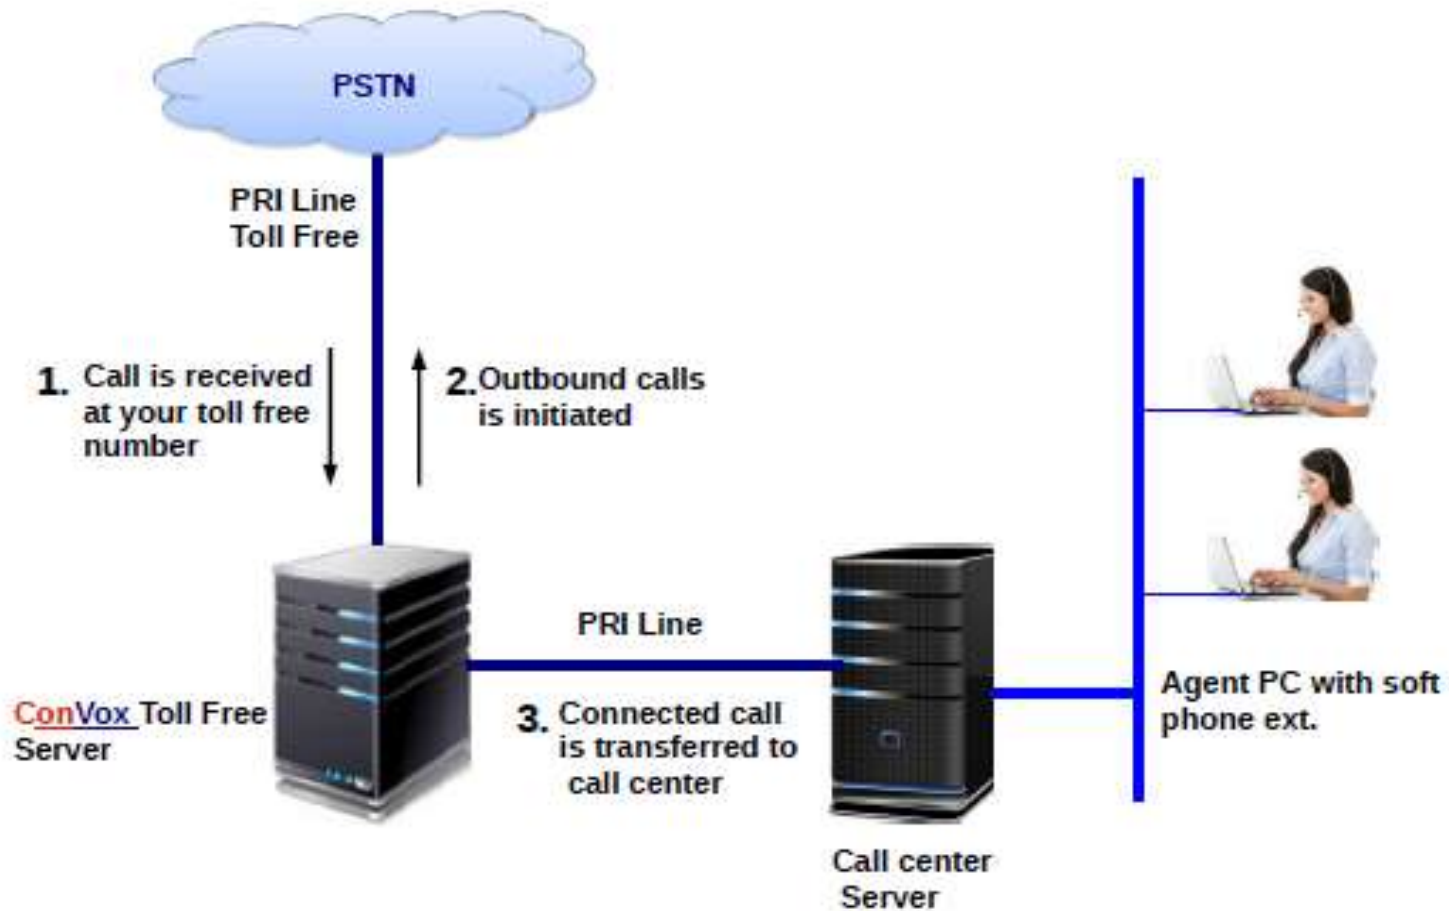 PSTN
PRI Line
Toll Free
1. Call is received
at your toll free
number
2.Outbound calls
is initiated
PRI Line
ConVox Toll Free
Server
3. Connected call
is transferred to
call center
Agent PC with soft
phone ext.
Call center
Server